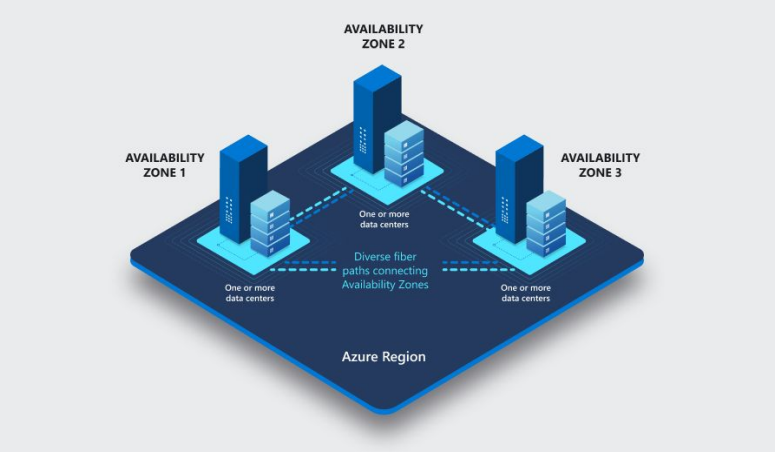 AVAILABILITY
ZONE 2
AVAILABILITY
ZONE 1
AVAILABILITY
ZONE 3
One or more
data centers
Diverse fiber
paths connecting
Availability Zones
One or more
data centers
One or more
data centers
Azure Region